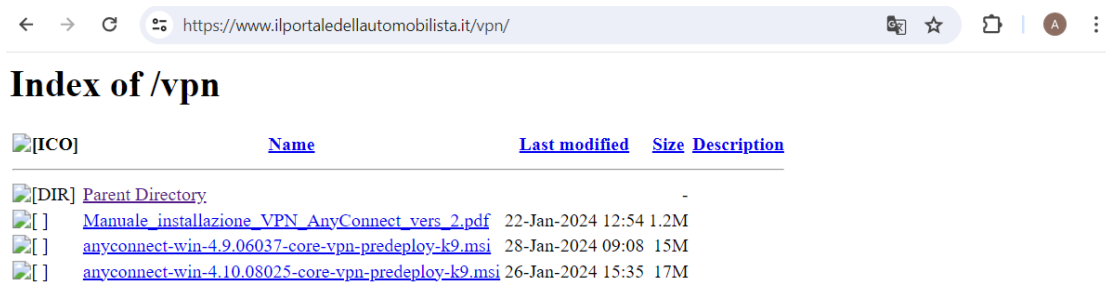 https://www.ilportaledellautomobilista.it/vpn/ A
Index of /vpn
[ICO] Name Last modified Size Description
[DIR] Parent Directory -
[ ] Manuale_installazione_VPN_AnyConnect_vers_2.pdf 22-Jan-2024 12:54 1.2M
[ ] anyconnect-win-4.9.06037-core-vpn-predeploy-k9.msi 28-Jan-2024 09:08 15M
[ ] anyconnect-win-4.10.08025-core-vpn-predeploy-k9.msi 26-Jan-2024 15:35 17M